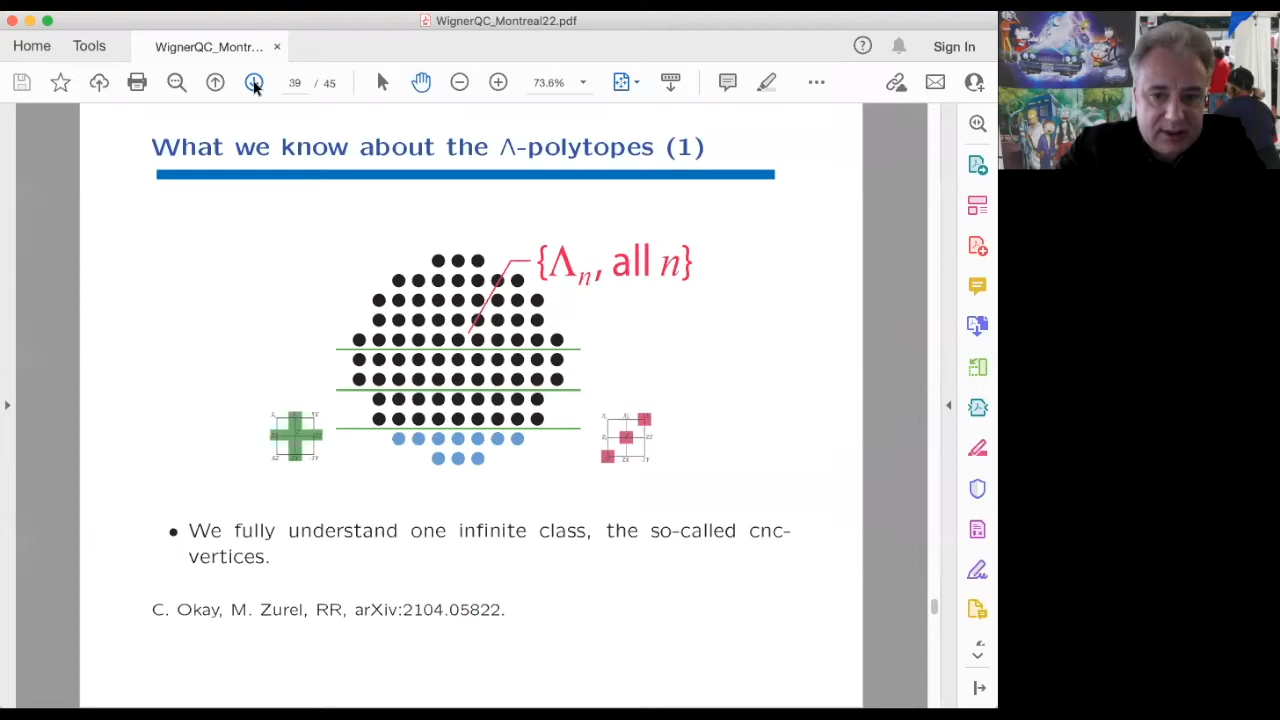 WignerQC_Montreal22.pdf
Home Tools WignerQC_Montr... × Sign In
39 / 45 73.6%
What we know about the Λ-polytopes (1)
{Λn, all n}
• We fully understand one infinite class, the so-called cnc-
vertices.
C. Okay, M. Zurel, RR, arXiv:2104.05822.